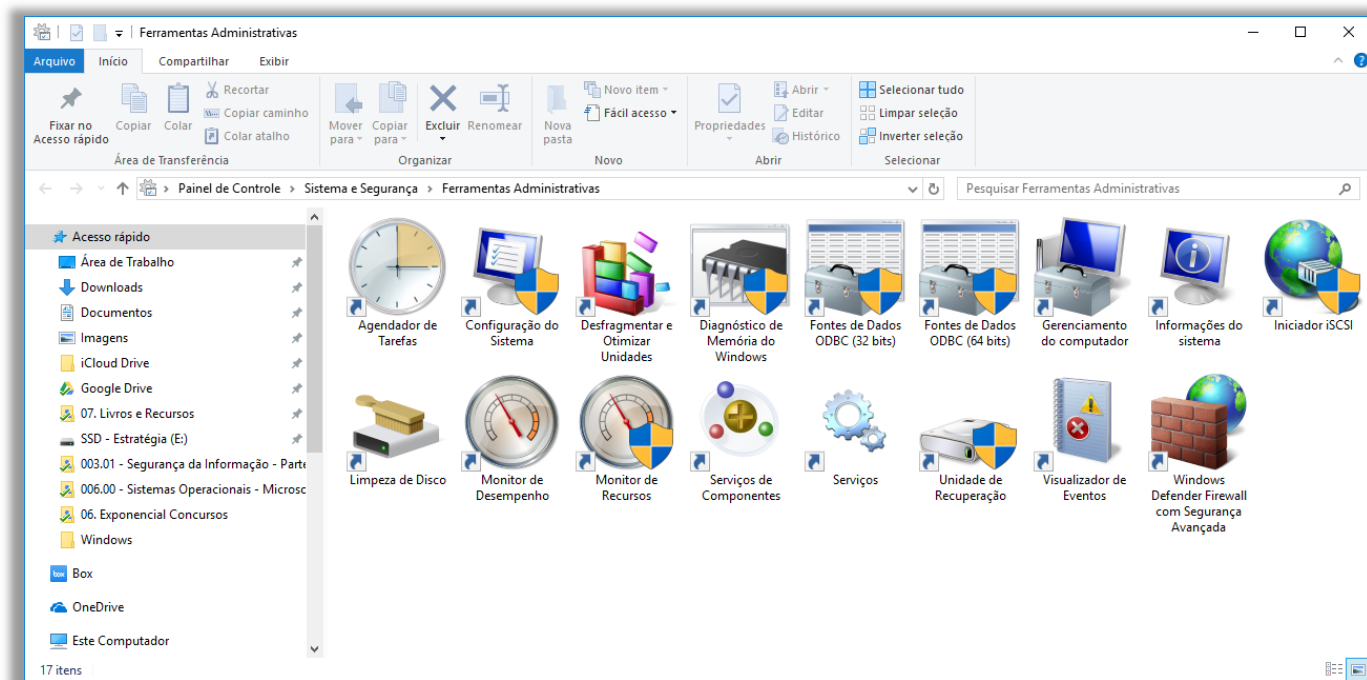 Ferramentas Administrativas
Arquivo Início Compartilhar Exibir
Fixar no
Acesso rápido
Copiar
Colar
Recortar
Copiar caminho
Colar atalho
Área de Transferência
Mover
para
Copiar
para
Excluir
Renomear
Organizar
Nova
pasta
Novo item
Fácil acesso
Novo
Propriedades
Abrir
Editar
Histórico
Abrir
Selecionar tudo
Limpar seleção
Inverter seleção
Selecionar
Painel de Controle > Sistema e Segurança > Ferramentas Administrativas
Pesquisar Ferramentas Administrativas
Acesso rápido
Área de Trabalho
Downloads
Documentos
Imagens
iCloud Drive
Google Drive
07. Livros e Recursos
SSD - Estratégia (E:)
003.01 - Segurança da Informação - Parte
006.00 - Sistemas Operacionais - Microsc
06. Exponencial Concursos
Windows
box Box
OneDrive
Este Computador
Agendador de
Tarefas
Configuração do
Sistema
Desfragmentar e
Otimizar
Unidades
Diagnóstico de
Memória do
Windows
Fontes de Dados
ODBC (32 bits)
Fontes de Dados
ODBC (64 bits)
Gerenciamento
do computador
Informações do
sistema
Iniciador iSCSI
Limpeza de Disco
Monitor de
Desempenho
Monitor de
Recursos
Serviços de
Componentes
Serviços
Unidade de
Recuperação
Visualizador de
Eventos
Windows
Defender Firewall
com Segurança
Avançada
17 itens